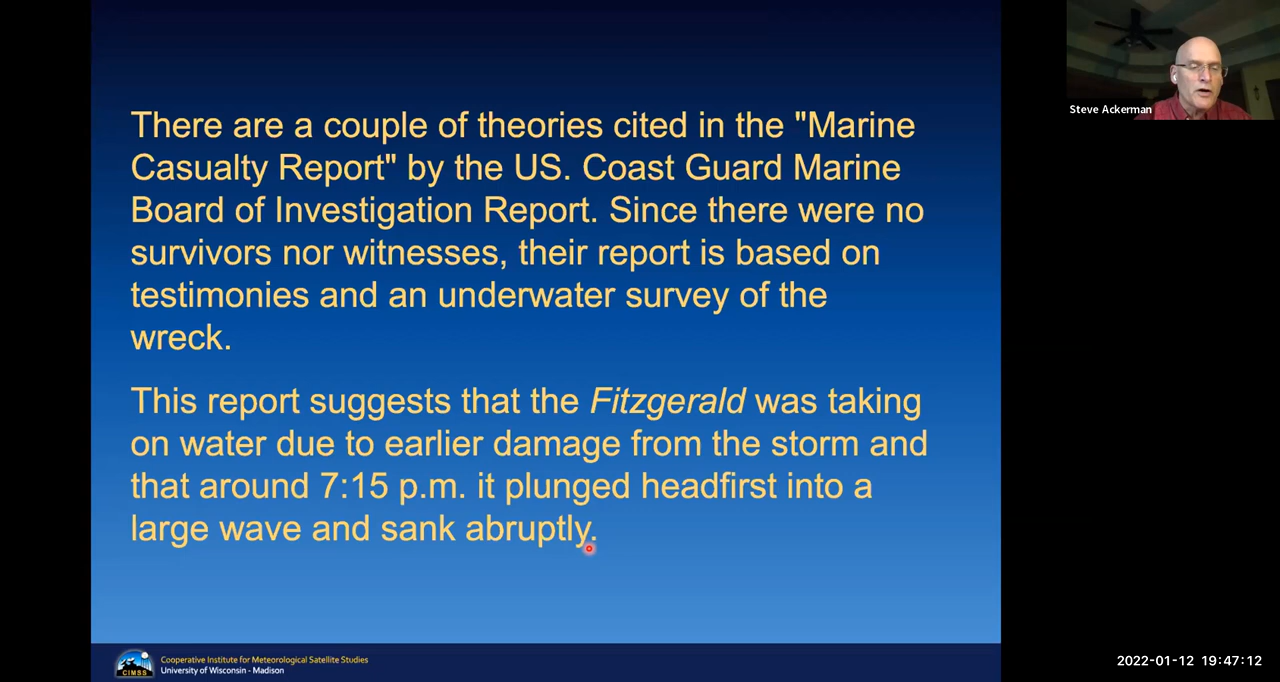 There are a couple of theories cited in the "Marine
Casualty Report" by the US. Coast Guard Marine
Board of Investigation Report. Since there were no
survivors nor witnesses, their report is based on
testimonies and an underwater survey of the
wreck.
This report suggests that the Fitzgerald was taking
on water due to earlier damage from the storm and
that around 7:15 p.m. it plunged headfirst into a
large wave and sank abruptly.
Steve Ackerman
CIMSS
Cooperative Institute for Meteorological Satellite Studies
University of Wisconsin - Madison
2022-01-12 19:47:12